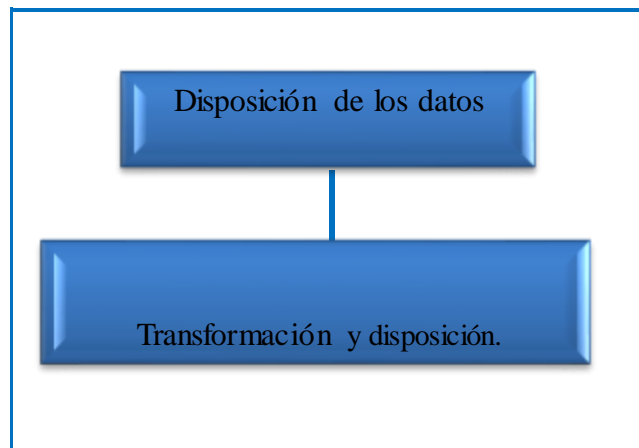 Disposición de los datos
Transformación y disposición.